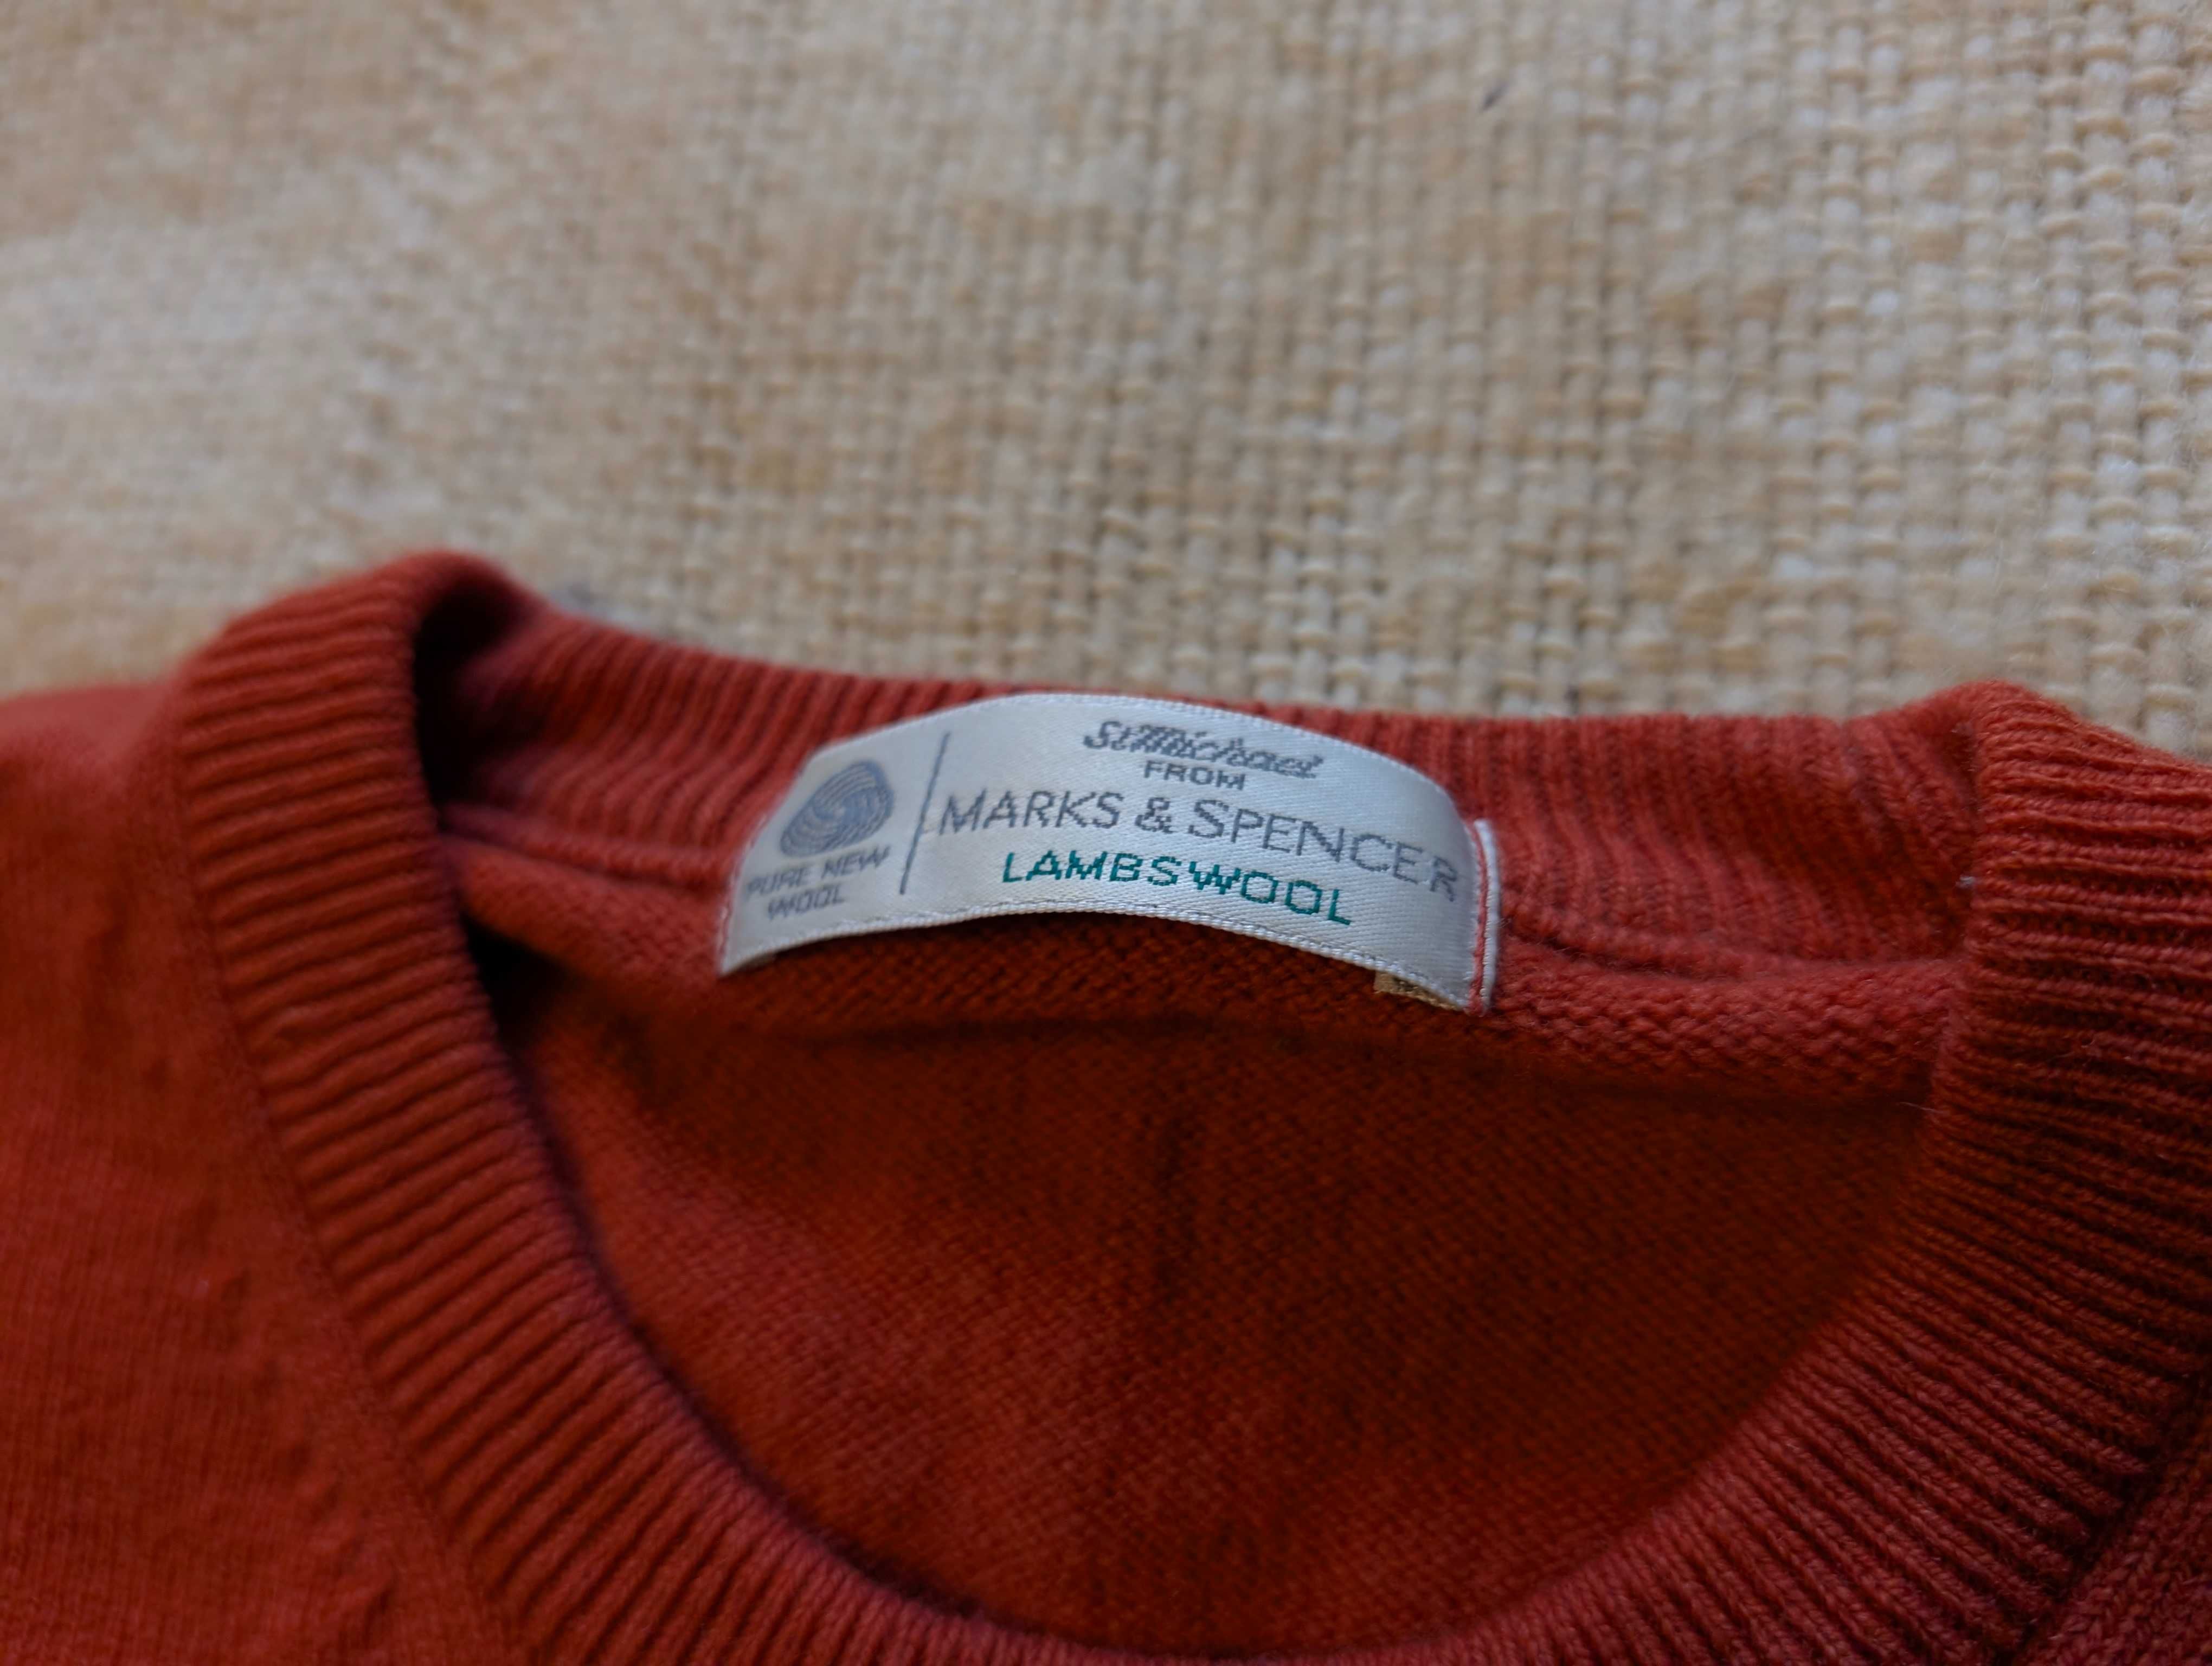 PURE NEW
WOOL
St Michael
FROM
MARKS & SPENCER
LAMBSWOOL